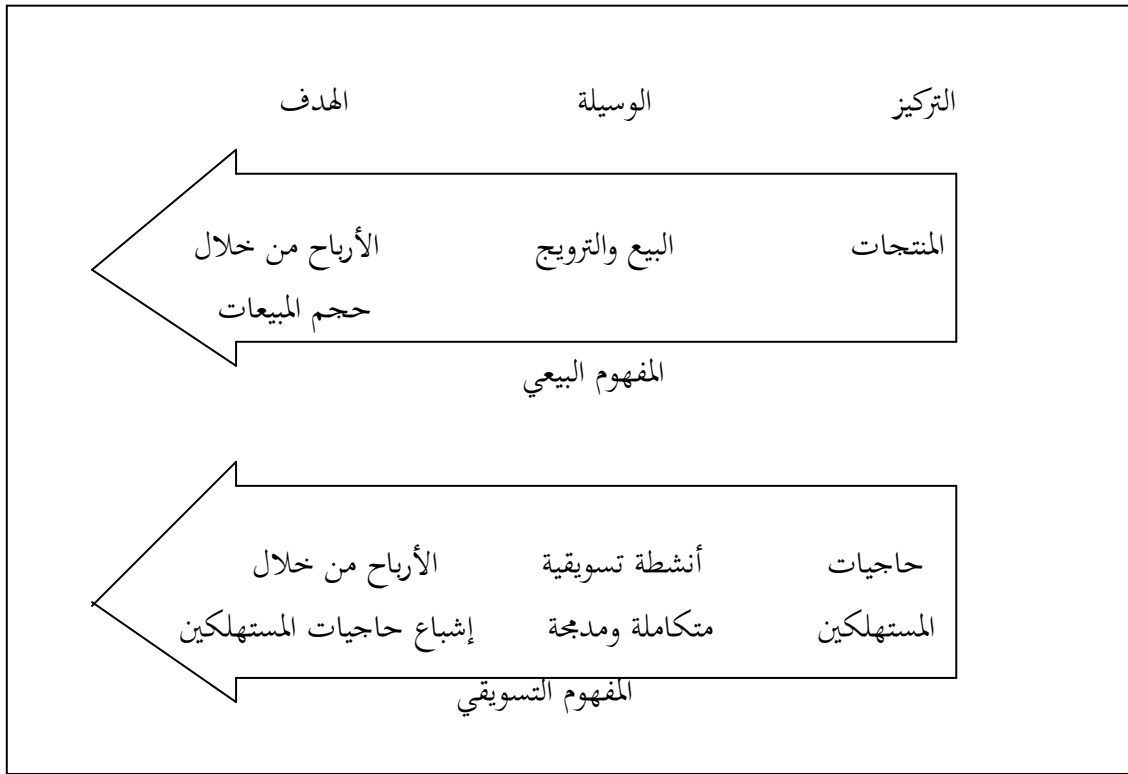 التركيز الوسيلة الهدف
المنتجات البيع والترويج الأرباح من خلال
حجم المبيعات
المفهوم البيعي
حاجيات أنشطة تسويقية الأرباح من خلال
المستهلكين متكاملة ومدمجة إشباع حاجيات المستهلكين
المفهوم التسويقي